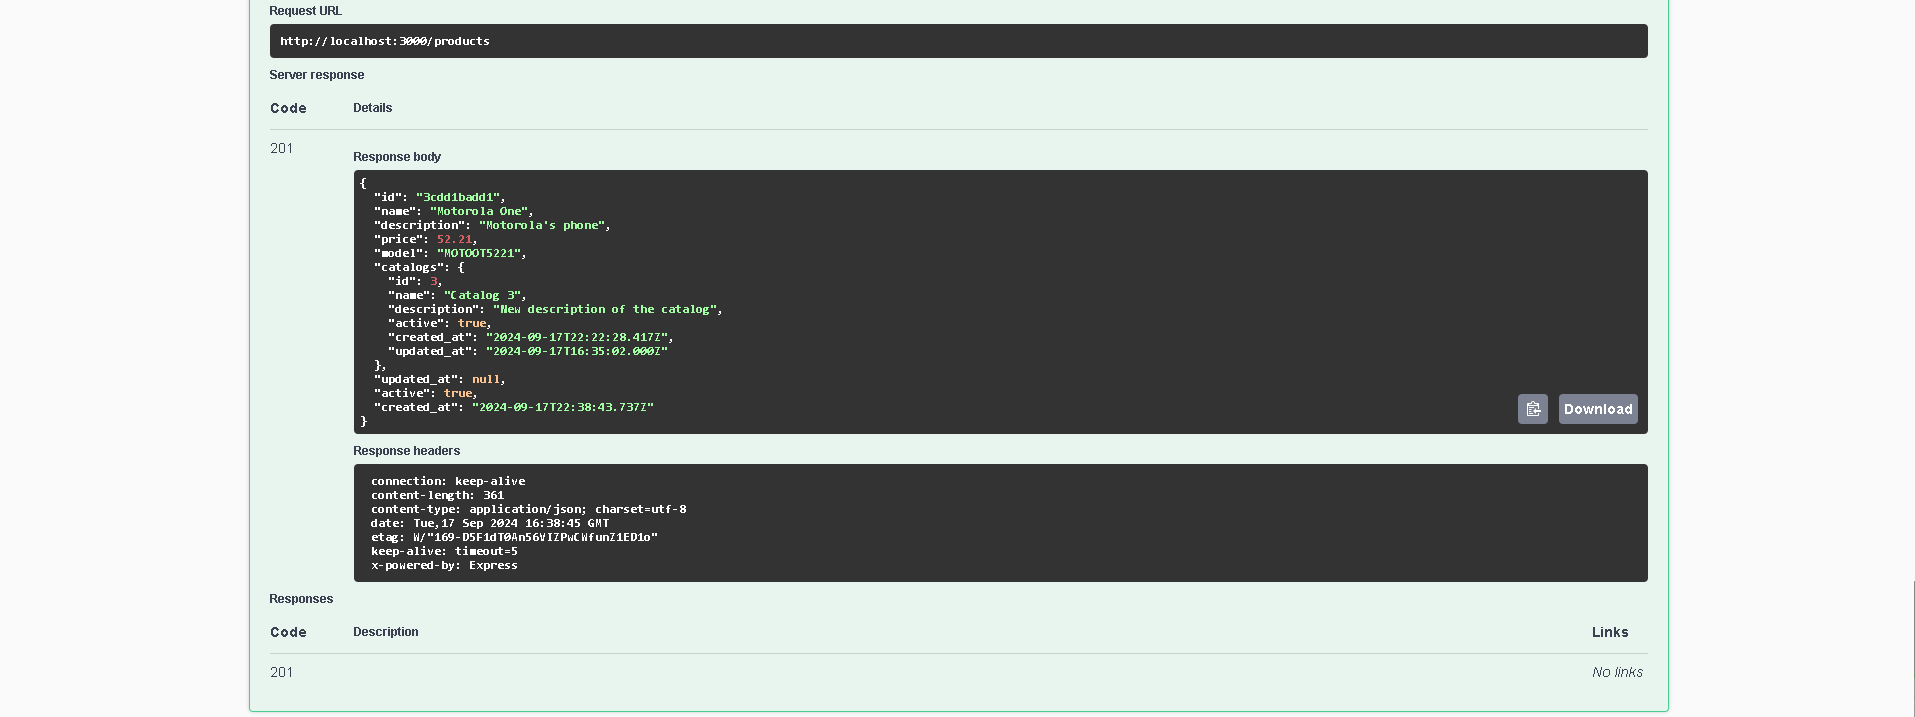 Request URL
http://localhost:3000/products
Server response
Code Details
201
Response body
{
"id": "3cdd1badd1",
"name": "Motorola One",
"description": "Motorola's phone",
"price": 52.21,
"model": "MOTOOT5221",
"catalogs": {
"id": 3,
"name": "Catalog 3",
"description": "New description of the catalog",
"active": true,
"created_at": "2024-09-17T22:22:28.417Z",
"updated_at": "2024-09-17T16:35:02.000Z"
},
"updated_at": null,
"active": true,
"created_at": "2024-09-17T22:38:43.737Z"
}
Download
Response headers
connection: keep-alive
content-length: 361
content-type: application/json; charset=utf-8
date: Tue,17 Sep 2024 16:38:45 GMT
etag: W/"169-D5F1dT0An56VIZPwCWfunZ1ED1o"
keep-alive: timeout=5
x-powered-by: Express
Responses
Code Description Links
201 No links